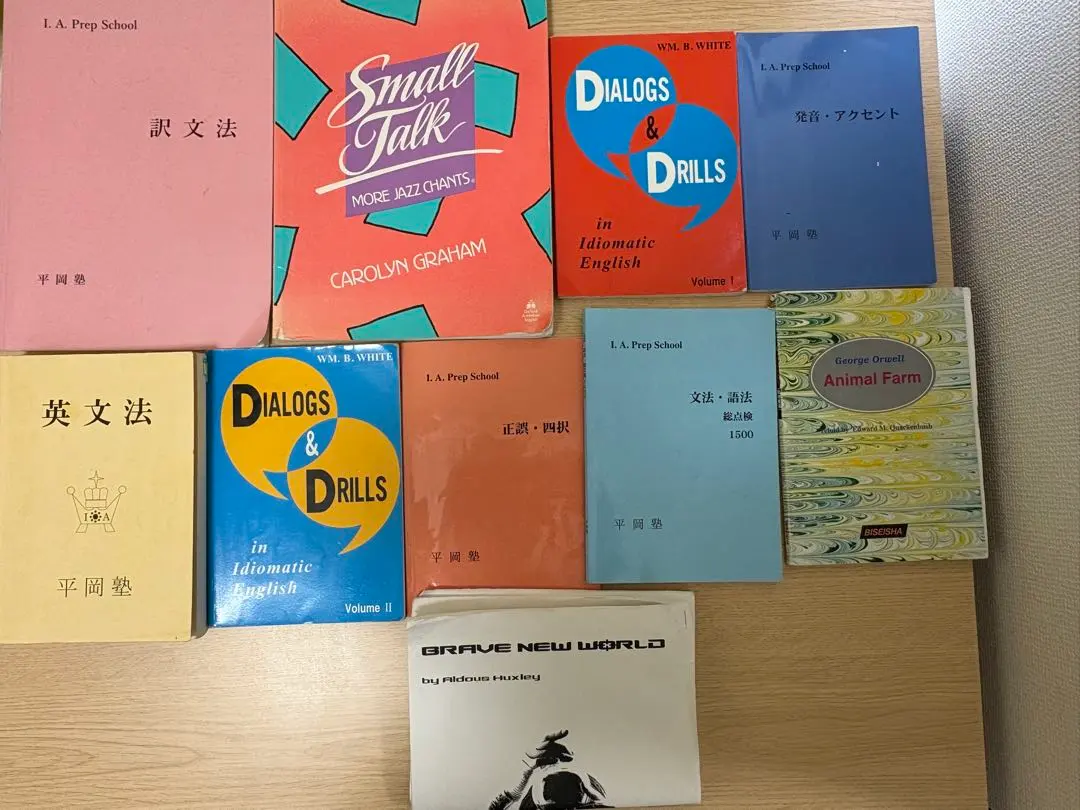 I. A. Prep School
訳文法
平岡塾
Small
Talk
MORE JAZZ CHANTS®
CAROLYN GRAHAM
WM. B. WHITE
DIALOGS
&
DRILLS
in
Idiomatic
English
Volume I
I. A. Prep School
発音・アクセント
平岡塾
英文法
I A
平岡塾
WM. B. WHITE
DIALOGS
&
DRILLS
in
Idiomatic
English
Volume II
I. A. Prep School
正誤・四択
平岡塾
I. A. Prep School
文法・語法
総点検
1500
平岡塾
George Orwell
Animal Farm
by Edward M. Quackenbush
BISEISHA
BRAVE NEW WORLD
by Aldous Huxley